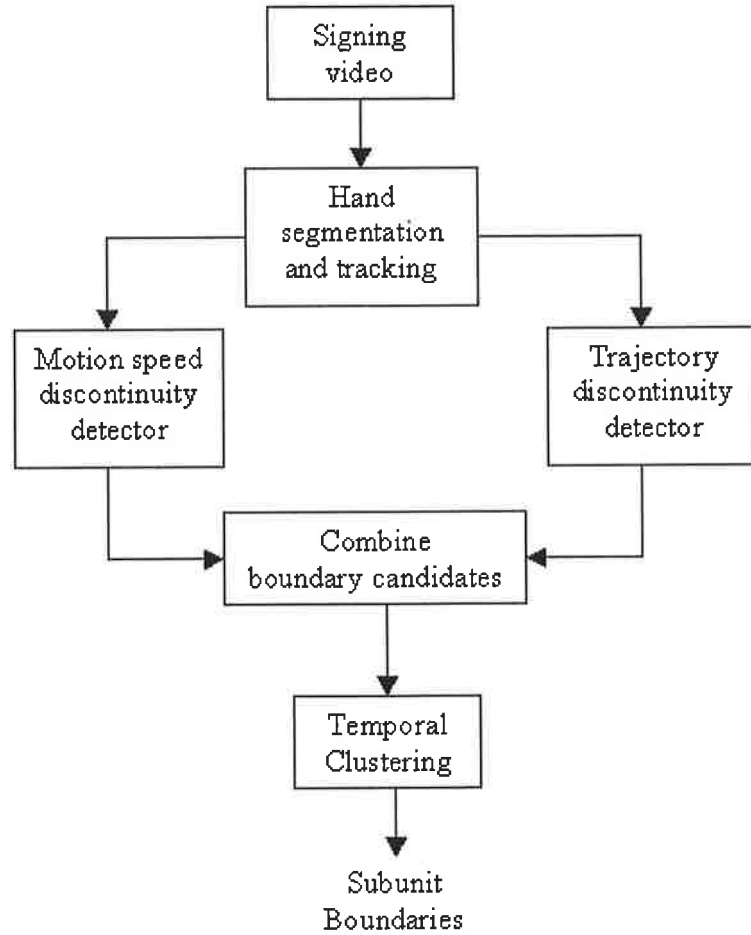 Signing
video
Hand
segmentation
and tracking
Motion speed
discontinuity
detector
Trajectory
discontinuity
detector
Combine
boundary candidates
Temporal
Clustering
Subunit
Boundaries